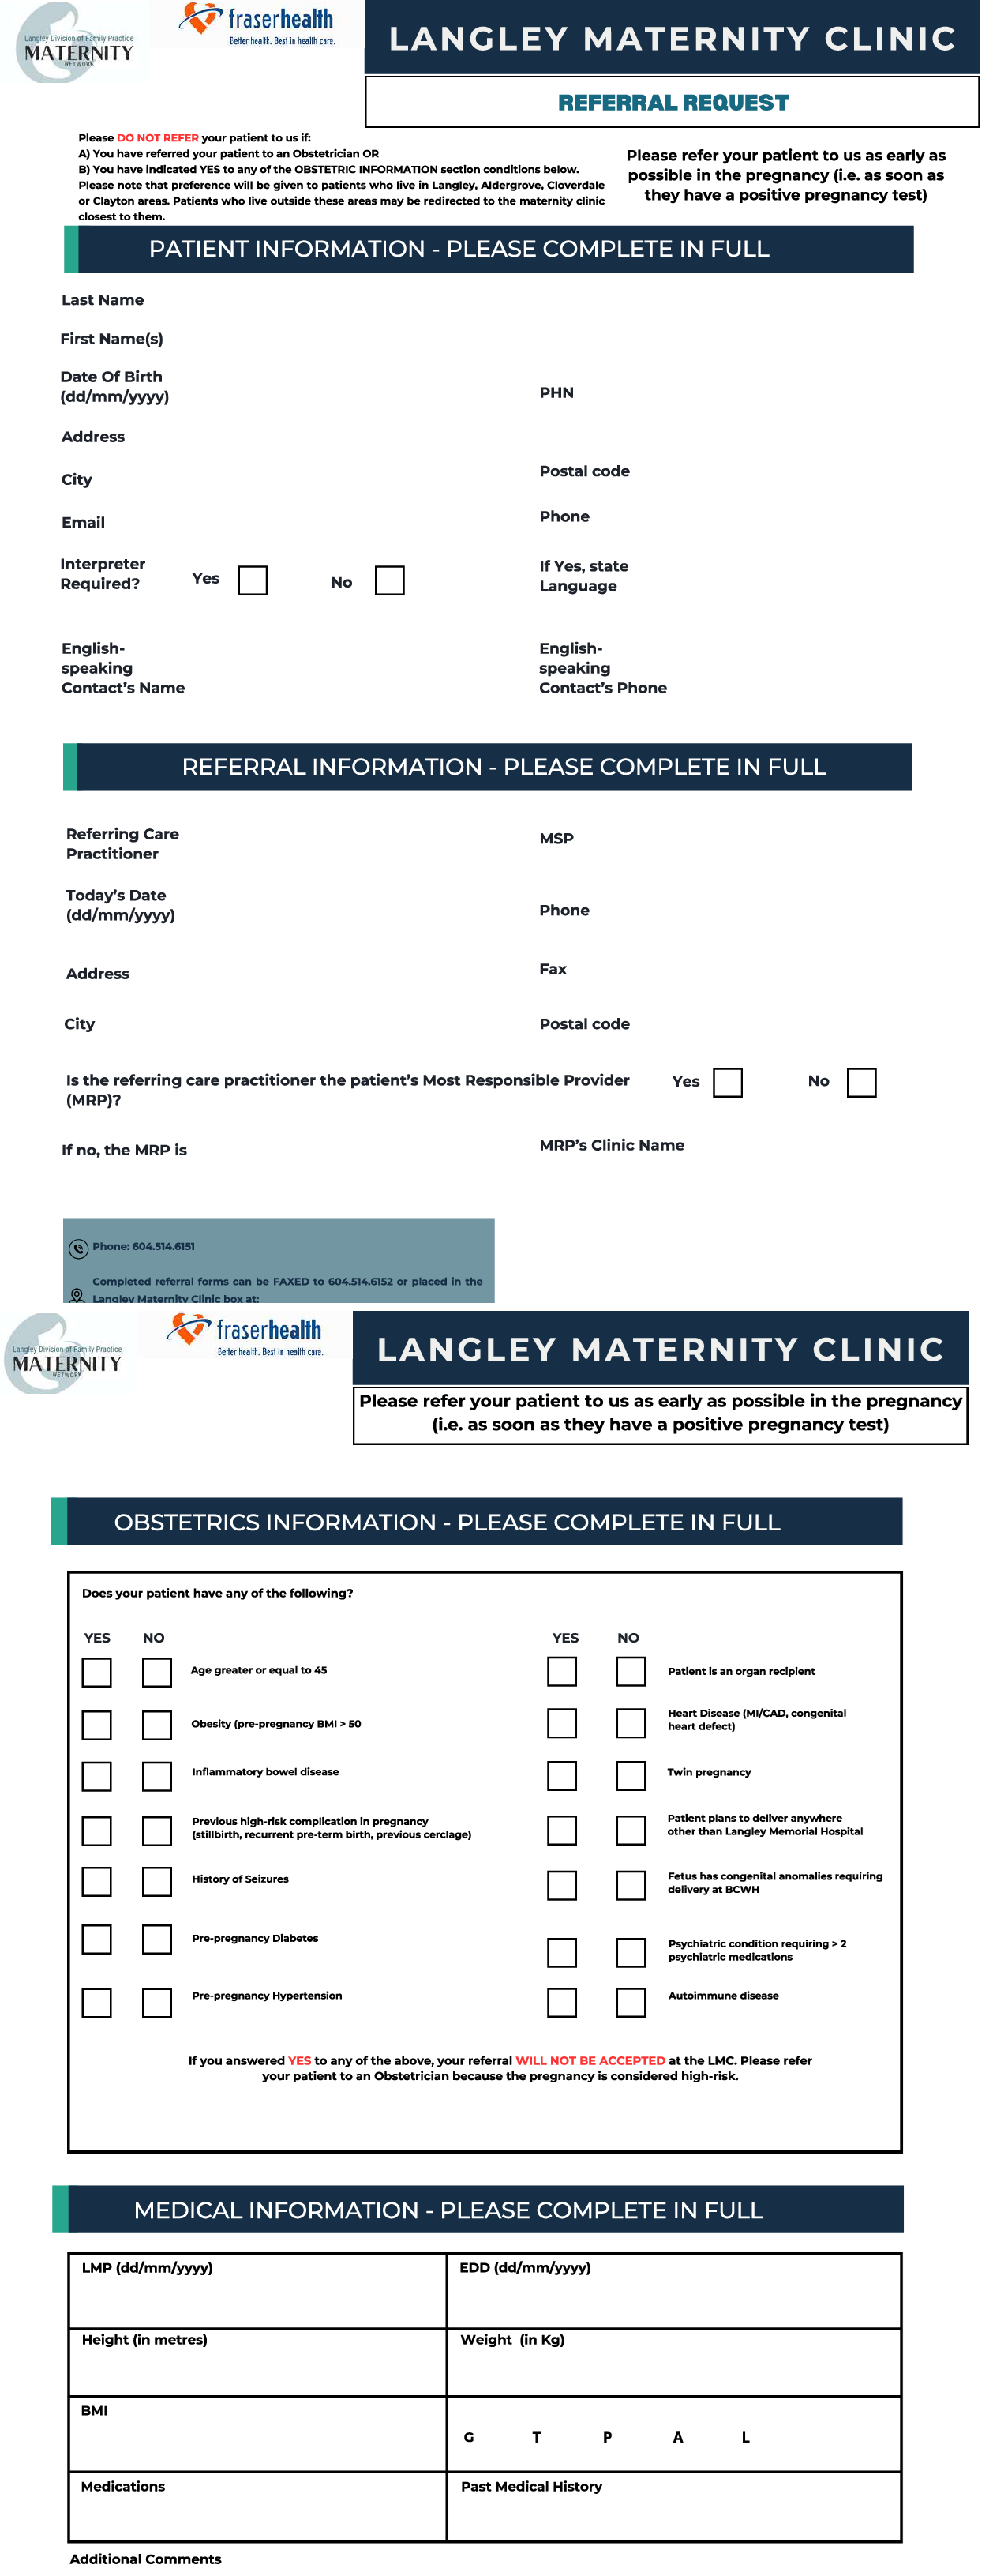 Langley Division of Family Practice
MATERNITY
NETWORK
fraserhealth
Better health. Best in health care.
LANGLEY MATERNITY CLINIC
REFERRAL REQUEST
Please DO NOT REFER your patient to us if:
A) You have referred your patient to an Obstetrician OR
B) You have indicated YES to any of the OBSTETRIC INFORMATION section conditions below.
Please note that preference will be given to patients who live in Langley, Aldergrove, Cloverdale
or Clayton areas. Patients who live outside these areas may be redirected to the maternity clinic
closest to them.
Please refer your patient to us as early as
possible in the pregnancy (i.e. as soon as
they have a positive pregnancy test)
PATIENT INFORMATION - PLEASE COMPLETE IN FULL
Last Name
First Name(s)
Date Of Birth
(dd/mm/yyyy)
PHN
Address
City
Postal code
Email
Phone
Interpreter
Required?
Yes
No
If Yes, state
Language
English-
speaking
Contact's Name
English-
speaking
Contact's Phone
REFERRAL INFORMATION - PLEASE COMPLETE IN FULL
Referring Care
Practitioner
MSP
Today's Date
(dd/mm/yyyy)
Phone
Address
Fax
City
Postal code
Is the referring care practitioner the patient's Most Responsible Provider
(MRP)?
Yes
No
If no, the MRP is
MRP's Clinic Name
Phone: 604.514.6151
Completed referral forms can be FAXED to 604.514.6152 or placed in the
Langley Maternity Clinic box at:
Langley Division of Family Practice
MATERNITY
NETWORK
fraserhealth
Better health. Best in health care.
LANGLEY MATERNITY CLINIC
Please refer your patient to us as early as possible in the pregnancy
(i.e. as soon as they have a positive pregnancy test)
OBSTETRICS INFORMATION - PLEASE COMPLETE IN FULL
Does your patient have any of the following?
YES NO
Age greater or equal to 45
Obesity (pre-pregnancy BMI > 50
Inflammatory bowel disease
Previous high-risk complication in pregnancy
(stillbirth, recurrent pre-term birth, previous cerclage)
History of Seizures
Pre-pregnancy Diabetes
Pre-pregnancy Hypertension
YES NO
Patient is an organ recipient
Heart Disease (MI/CAD, congenital
heart defect)
Twin pregnancy
Patient plans to deliver anywhere
other than Langley Memorial Hospital
Fetus has congenital anomalies requiring
delivery at BCWH
Psychiatric condition requiring > 2
psychiatric medications
Autoimmune disease
If you answered YES to any of the above, your referral WILL NOT BE ACCEPTED at the LMC. Please refer
your patient to an Obstetrician because the pregnancy is considered high-risk.
MEDICAL INFORMATION - PLEASE COMPLETE IN FULL
LMP (dd/mm/yyyy)
EDD (dd/mm/yyyy)
Height (in metres)
Weight (in Kg)
BMI
G T P A L
Medications
Past Medical History
Additional Comments